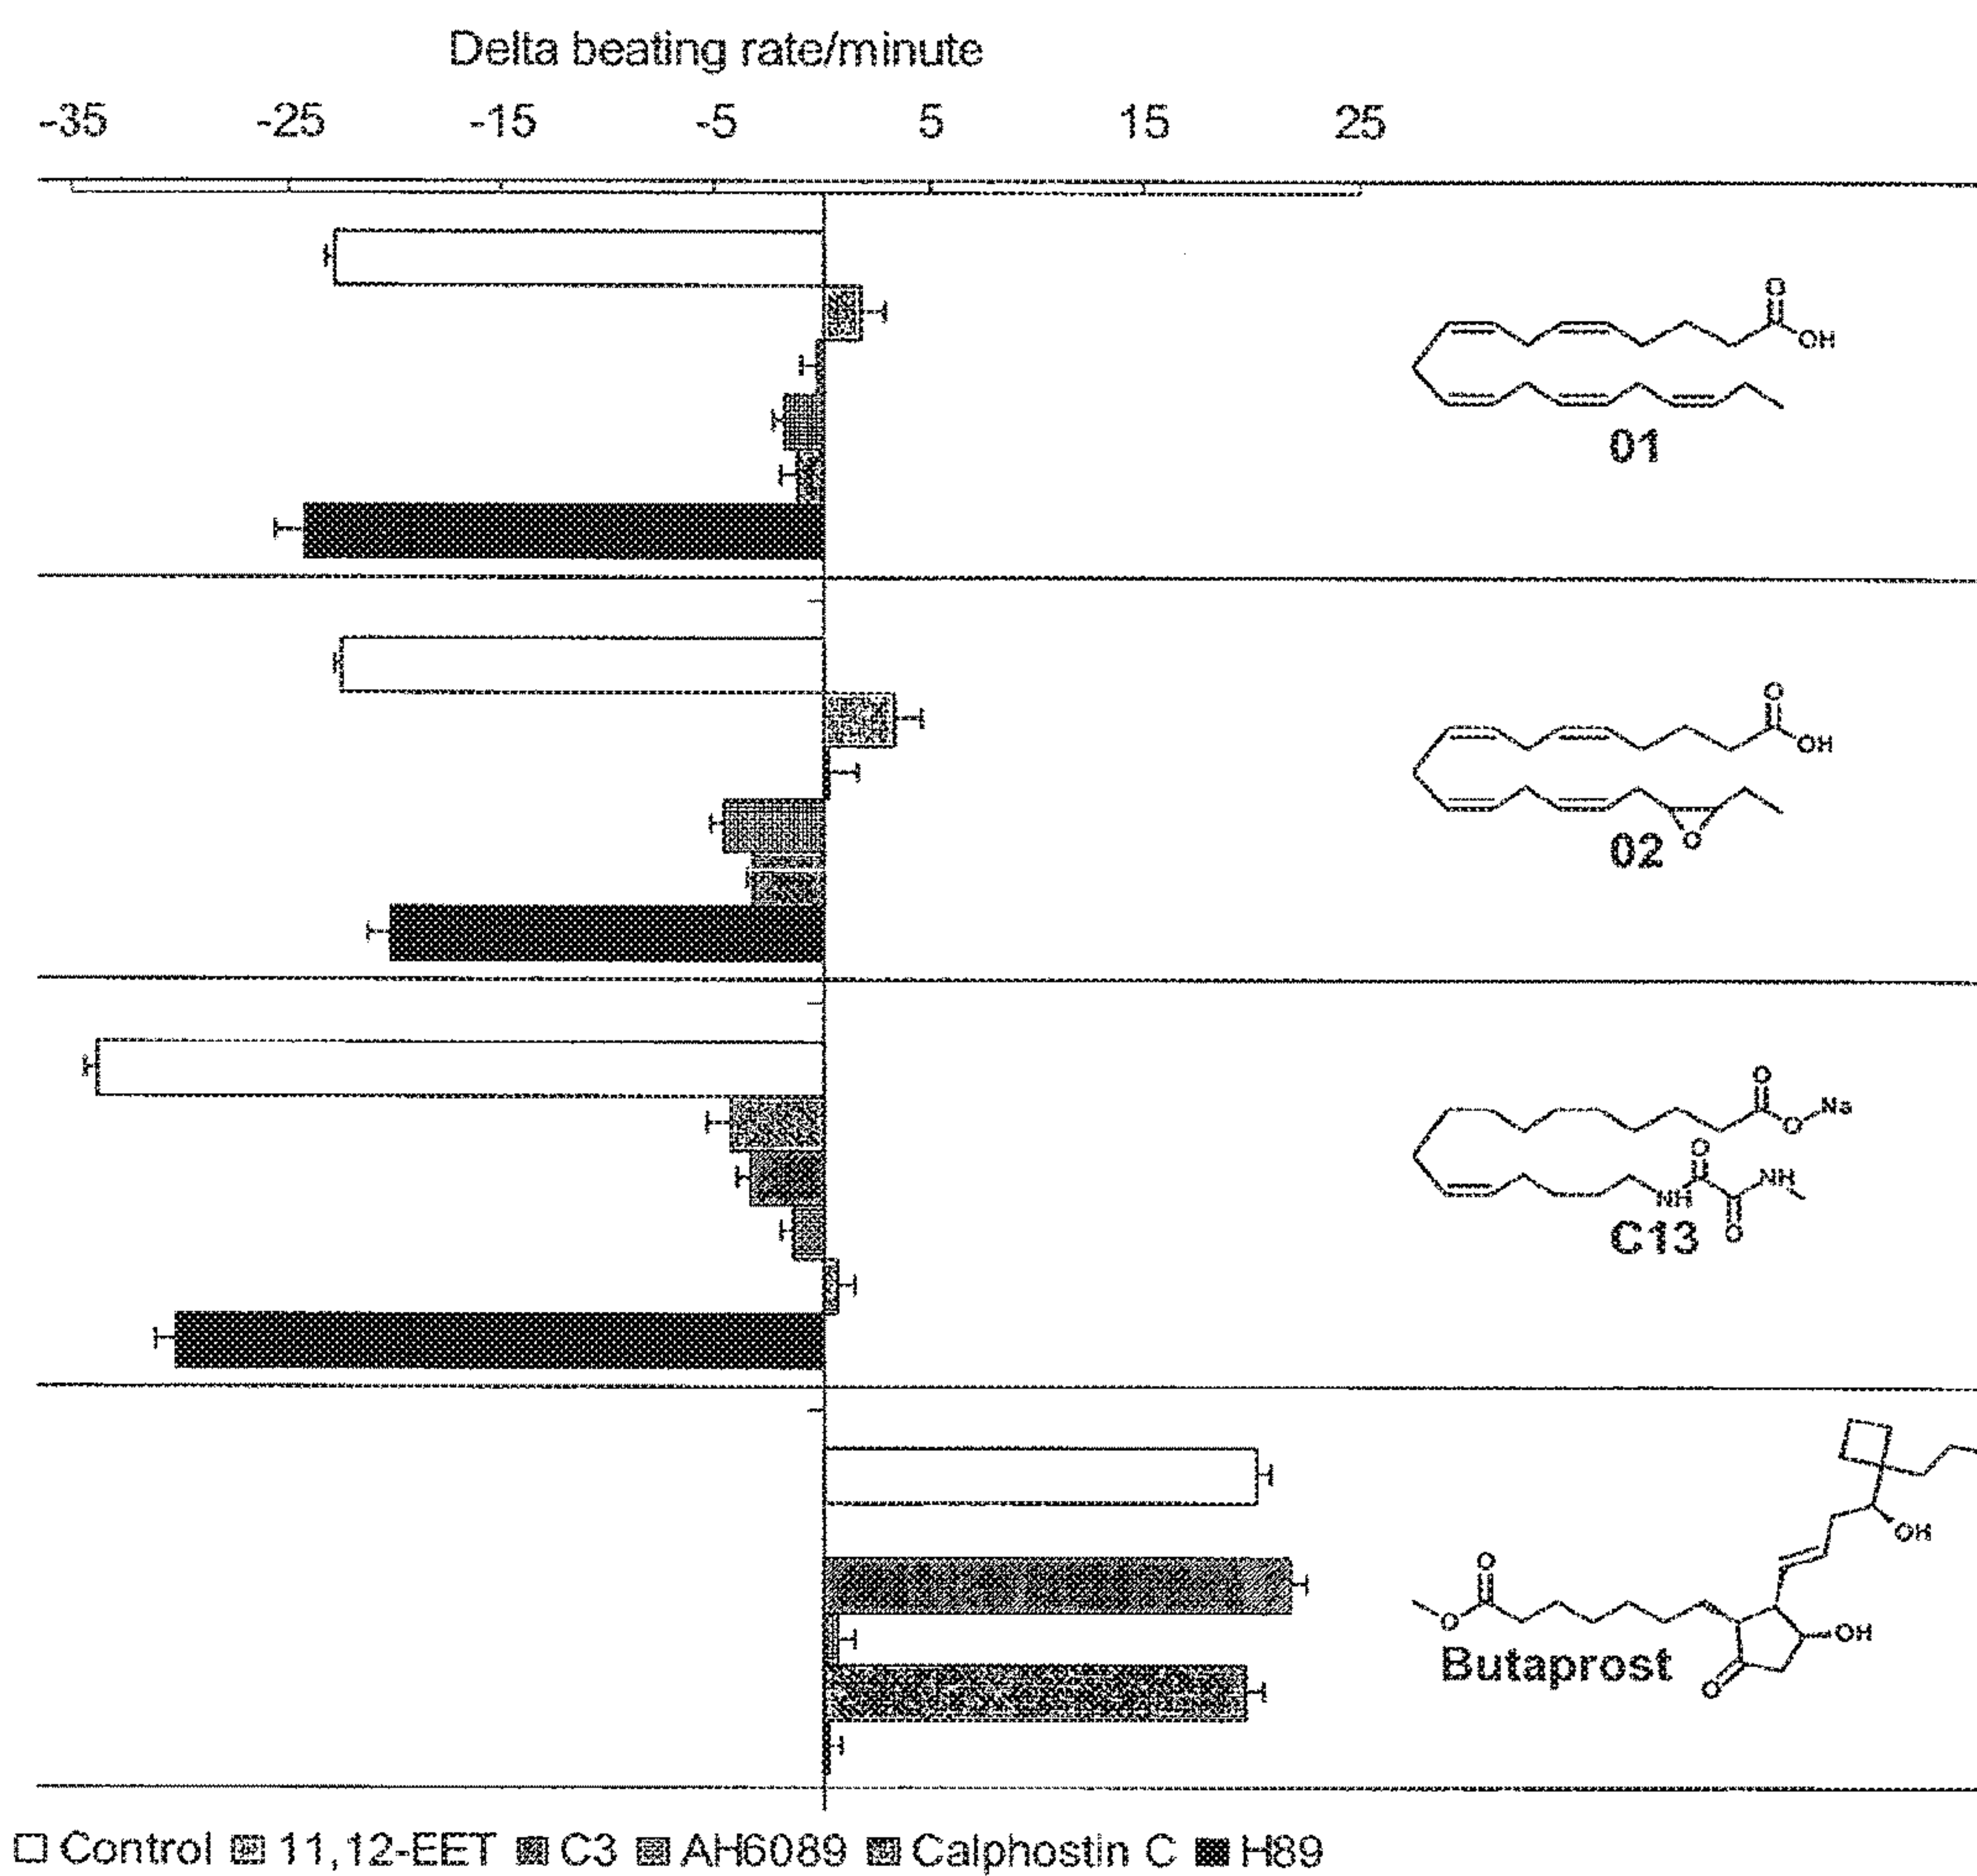 Delta beating rate/minute
-35 -25 -15 -5 5 15 25
O
OH
01
O
OH
O
02
O
O Na
O
NH
NH
O
C13
OH
O
O
OH
Butaprost
O
Control 11,12-EET C3 AH6089 Calphostin C H89